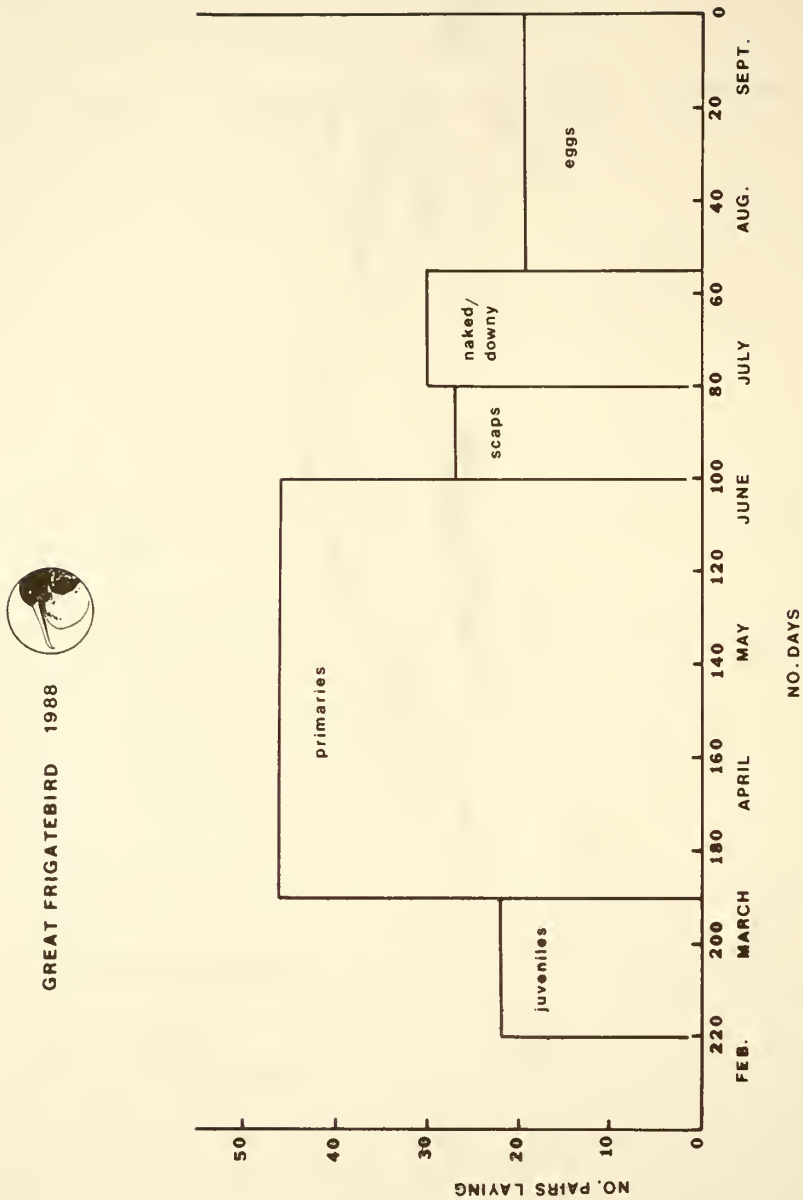 GREAT FRIGATEBIRD 1988
NO. PAIRS LAYING
50
40
30
20
10
0
juveniles
primaries
scaps
naked/
downy
eggs
220 200 180 160 140 120 100 80 60 40 20 0
FEB. MARCH APRIL MAY JUNE JULY AUG. SEPT.
NO. DAYS